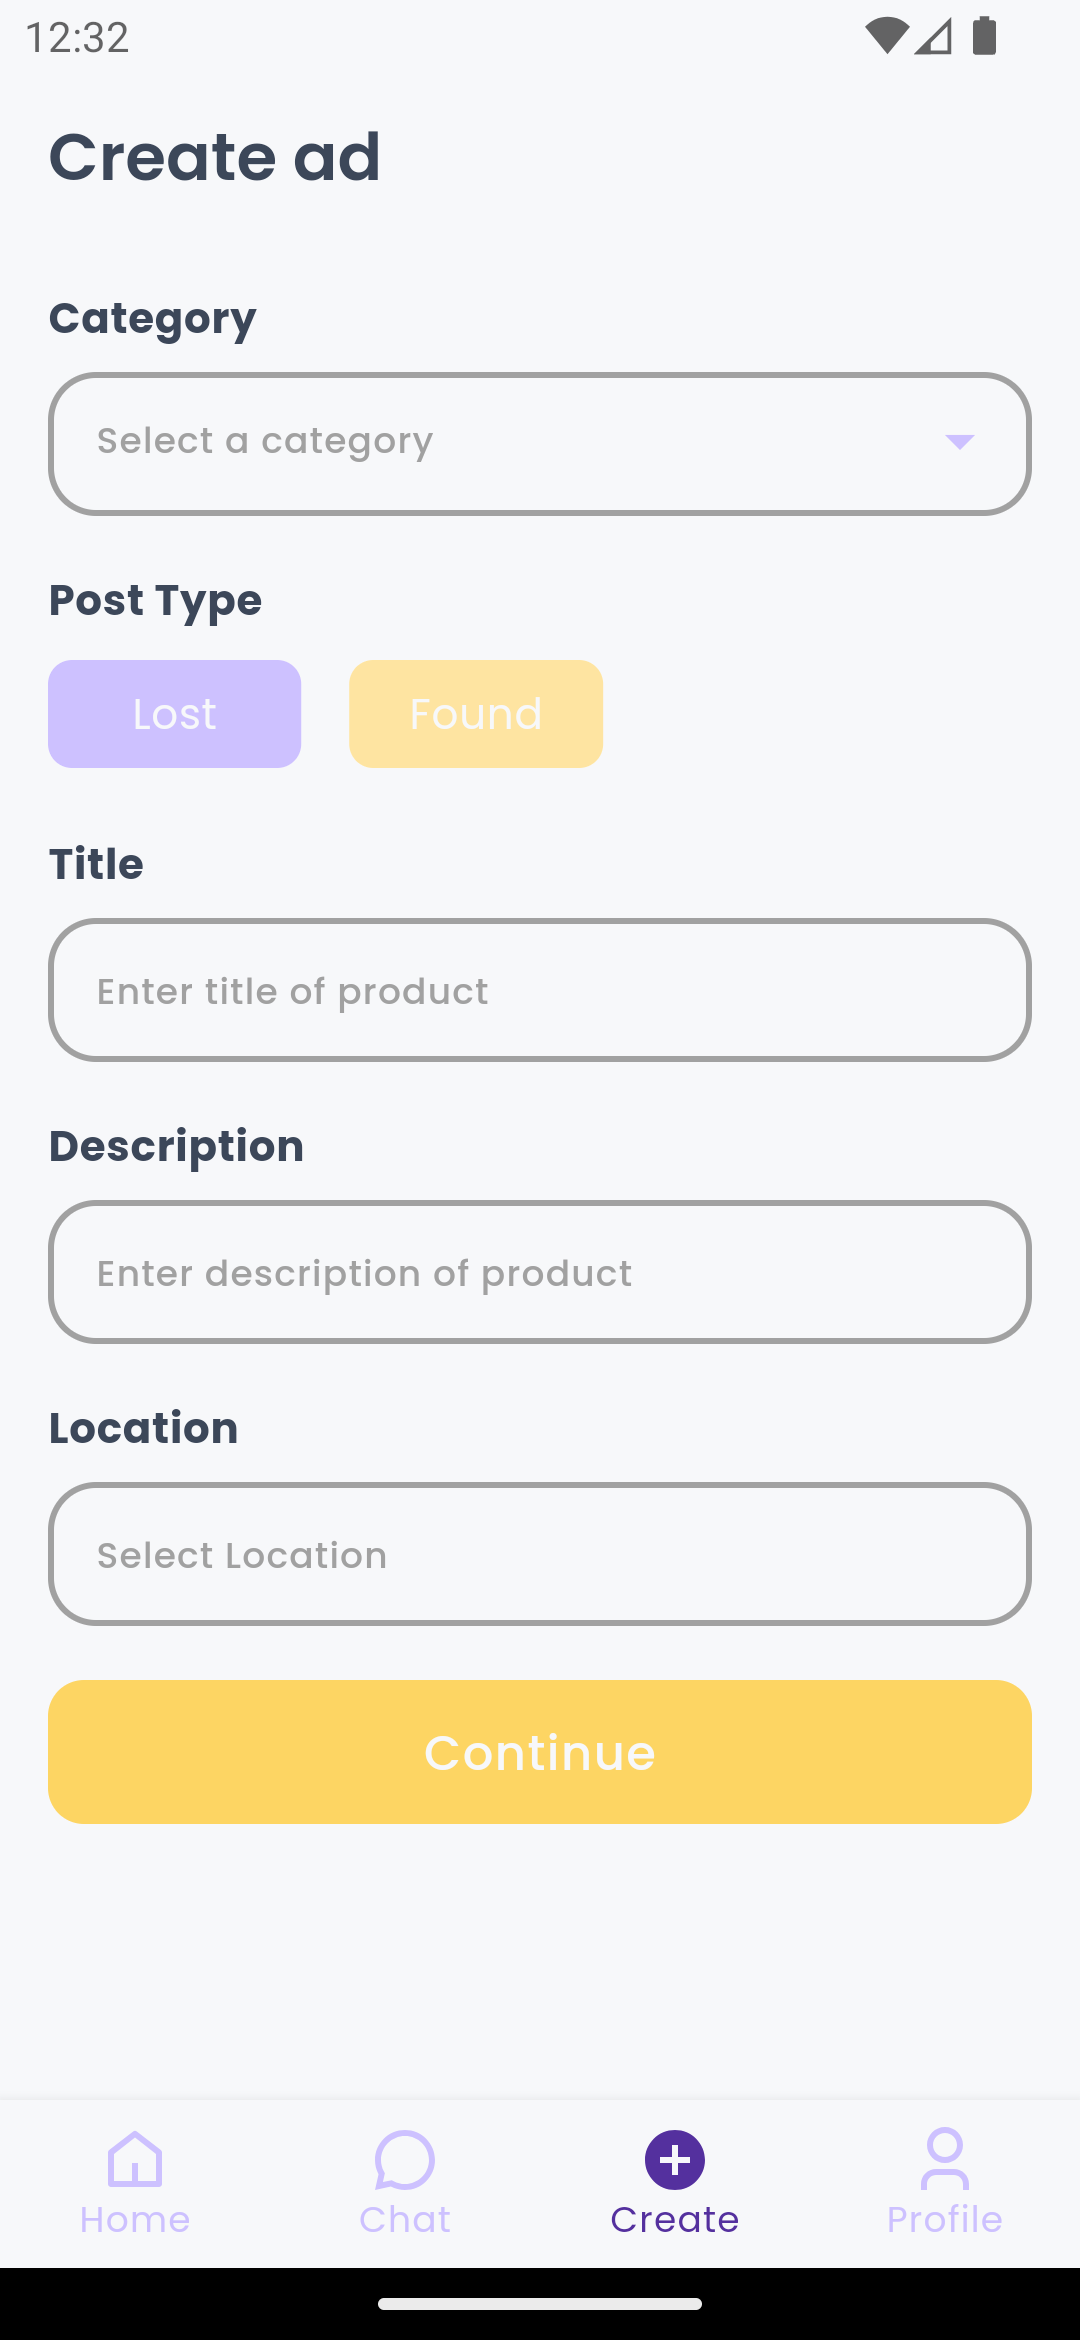 12:32
Create ad
Category
Select a category
Post Type
Lost
Found
Title
Enter title of product
Description
Enter description of product
Location
Select Location
Continue
Home
Chat
Create
Profile